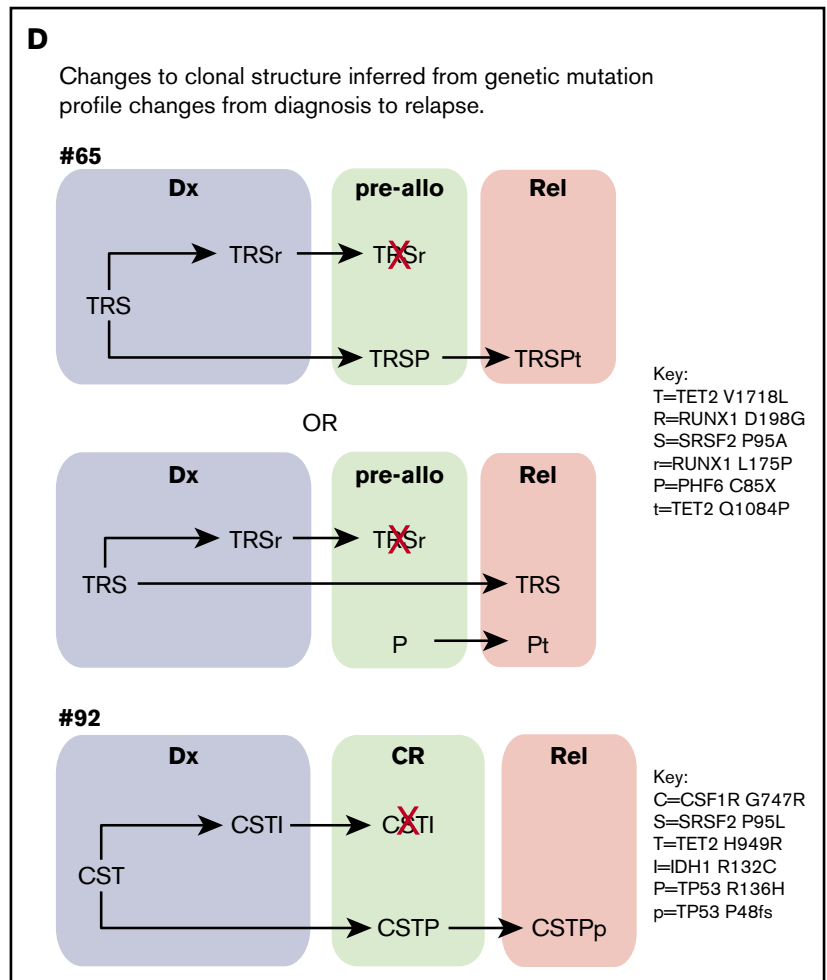 D
Changes to clonal structure inferred from genetic mutation
profile changes from diagnosis to relapse.
#65
Dx
pre-allo
Rel
TRSr
TRSr
TRS
TRSP
TRSPt
OR
Dx
pre-allo
Rel
TRSr
TRSr
TRS
TRS
P
Pt
Key:
T=TET2 V1718L
R=RUNX1 D198G
S=SRSF2 P95A
r=RUNX1 L175P
P=PHF6 C85X
t=TET2 Q1084P
#92
Dx
CR
Rel
CSTI
CSTI
CST
CSTP
CSTPp
Key:
C=CSF1R G747R
S=SRSF2 P95L
T=TET2 H949R
I=IDH1 R132C
P=TP53 R136H
p=TP53 P48fs